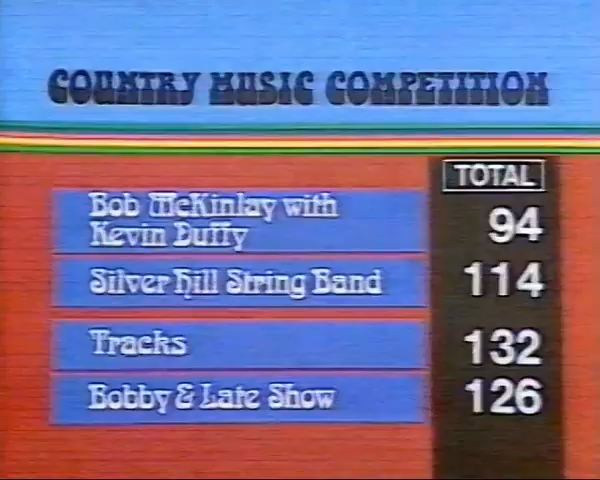 COUNTRY MUSIC COMPETITION
TOTAL
Bob McKinlay with
Kevin Duffy 94
Silver Hill String Band 114
Tracks 132
Bobby & Late Show 126